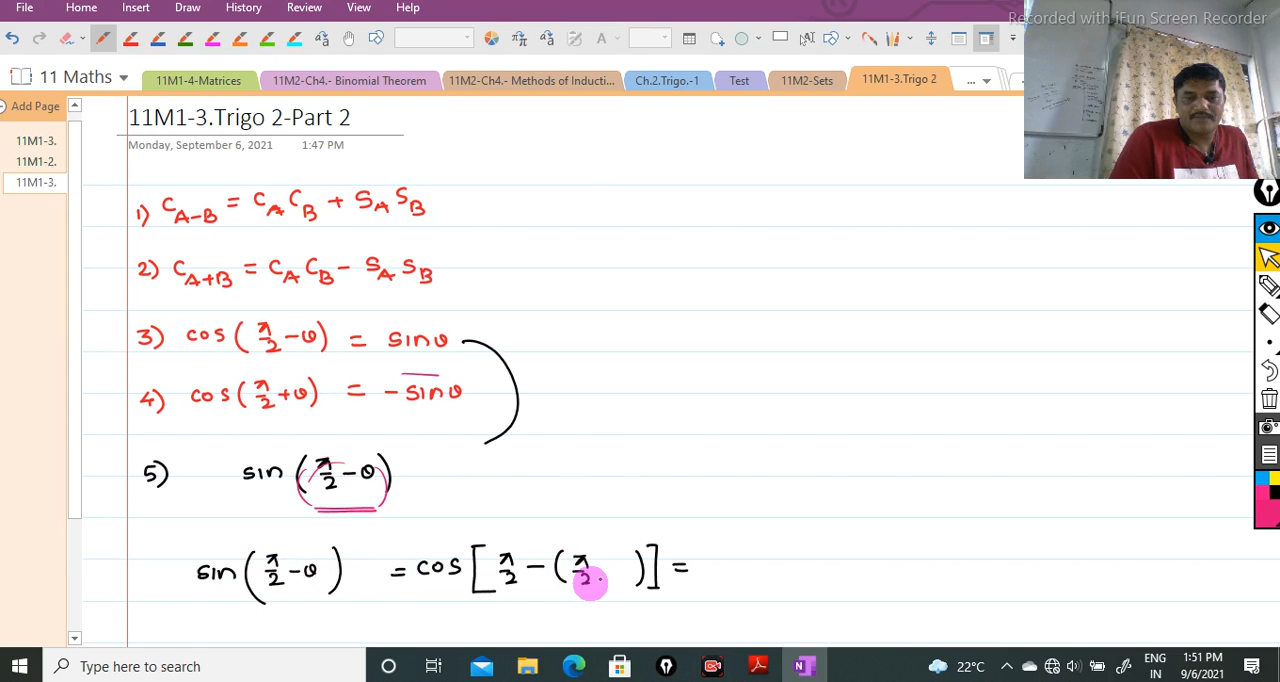 File Home Insert Draw History Review View Help
Recorded with iFun Screen Recorder
11 Maths
11M1-4-Matrices
11M2-Ch4.- Binomial Theorem
11M2-Ch4.- Methods of Inducti...
Ch.2.Trigo.-1
Test
11M2-Sets
11M1-3.Trigo 2
...
Add Page
11M1-3.
11M1-2.
11M1-3.
11M1-3.Trigo 2-Part 2
Monday, September 6, 2021 1:47 PM
1) C_{A-B} = C_A C_B + S_A S_B
2) C_{A+B} = C_A C_B - S_A S_B
3) cos(π/2 - θ) = sinθ
4) cos(π/2 + θ) = - sinθ
5) sin(π/2 - θ)
sin(π/2 - θ) = cos[π/2 - (π/2 )] =
Type here to search
22°C
ENG
IN
1:51 PM
9/6/2021